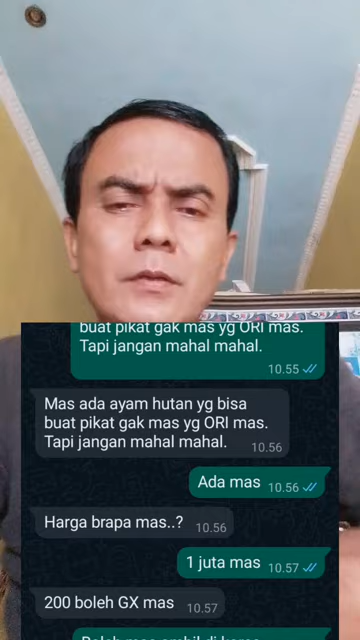 buat pikat gak mas yg ORI mas.
Tapi jangan mahal mahal.
10.55
Mas ada ayam hutan yg bisa
buat pikat gak mas yg ORI mas.
Tapi jangan mahal mahal.
10.56
Ada mas
10.56
Harga brapa mas..?
10.56
1 juta mas
10.57
200 boleh GX mas
10.57